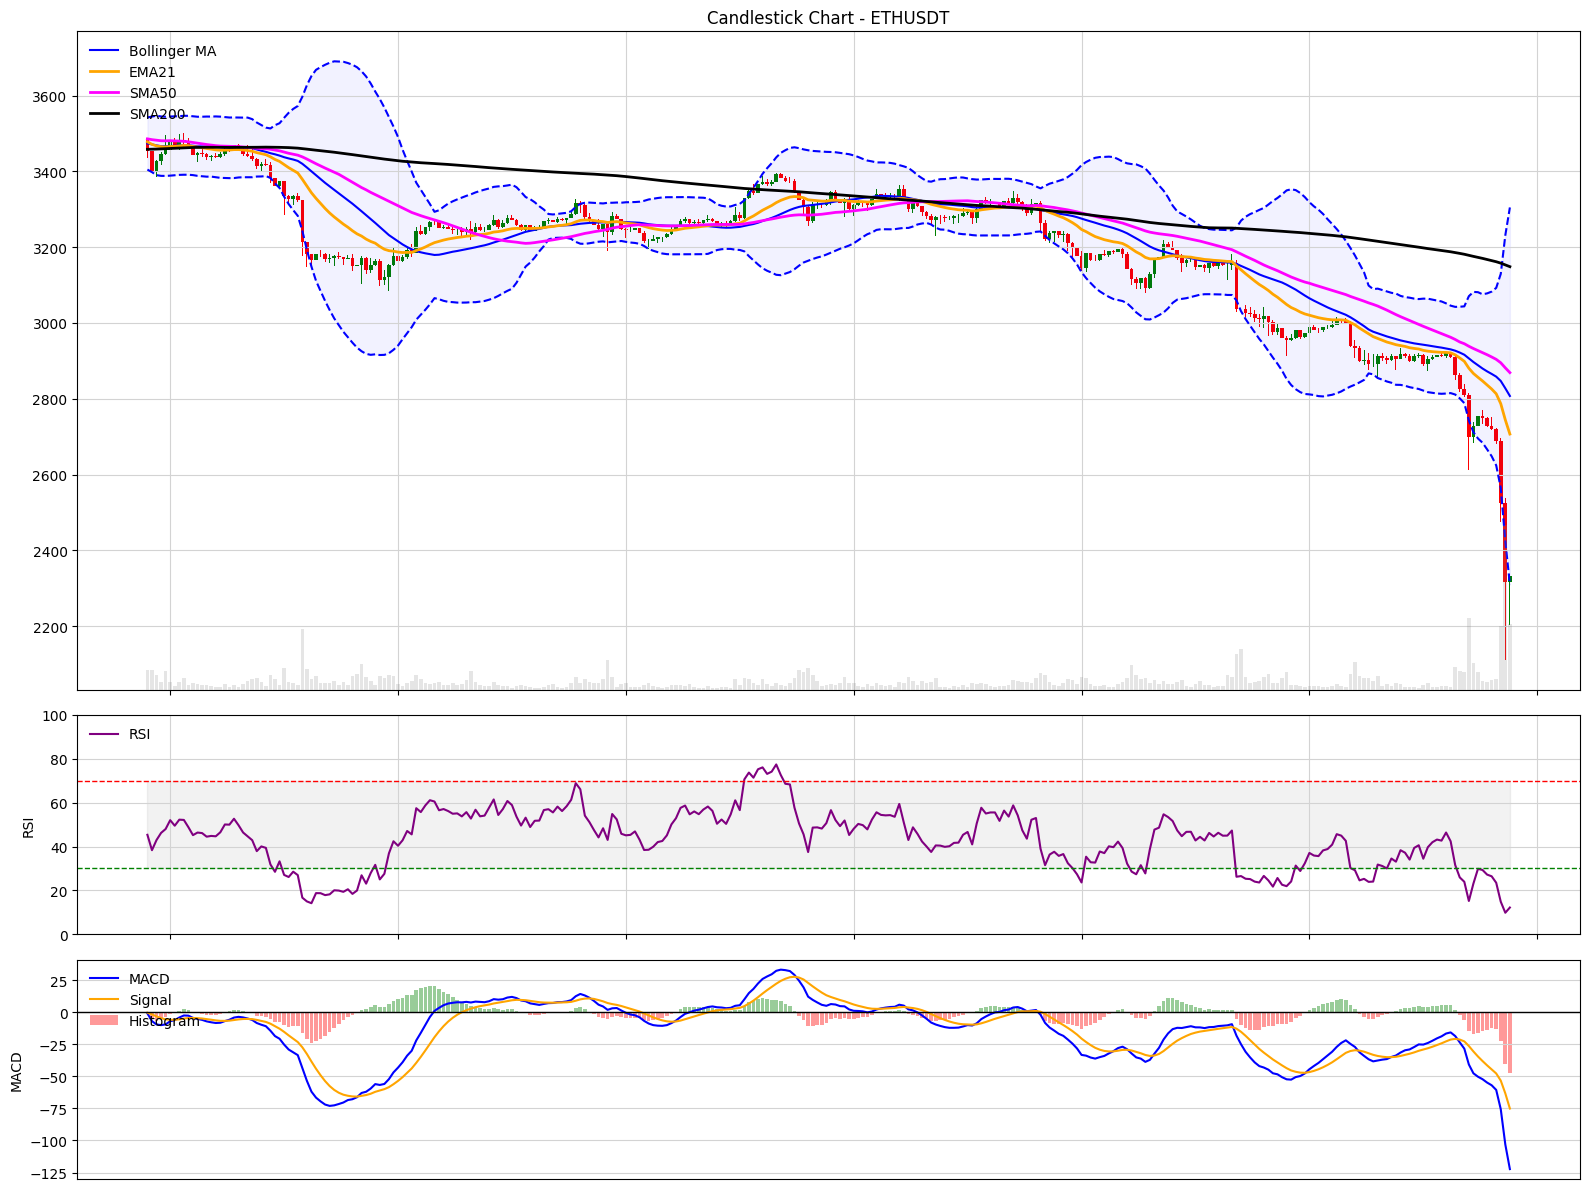 Candlestick Chart - ETHUSDT
Bollinger MA
EMA21
SMA50
SMA200
3600
3400
3200
3000
2800
2600
2400
2200
RSI
RSI
100
80
60
40
20
0
MACD
Signal
Histogram
MACD
25
0
−25
−50
−75
−100
−125